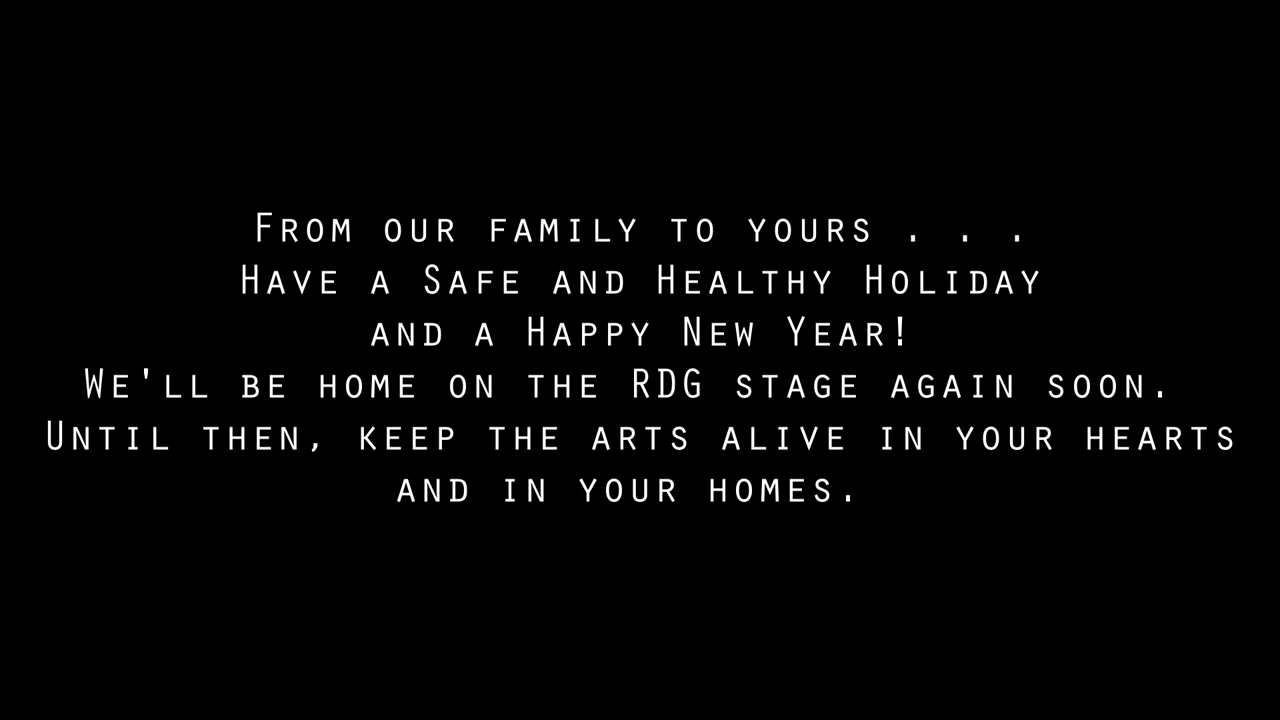 From our family to yours . . .
Have a Safe and Healthy Holiday
and a Happy New Year!
We'll be home on the RDG stage again soon.
Until then, keep the arts alive in your hearts
and in your homes.